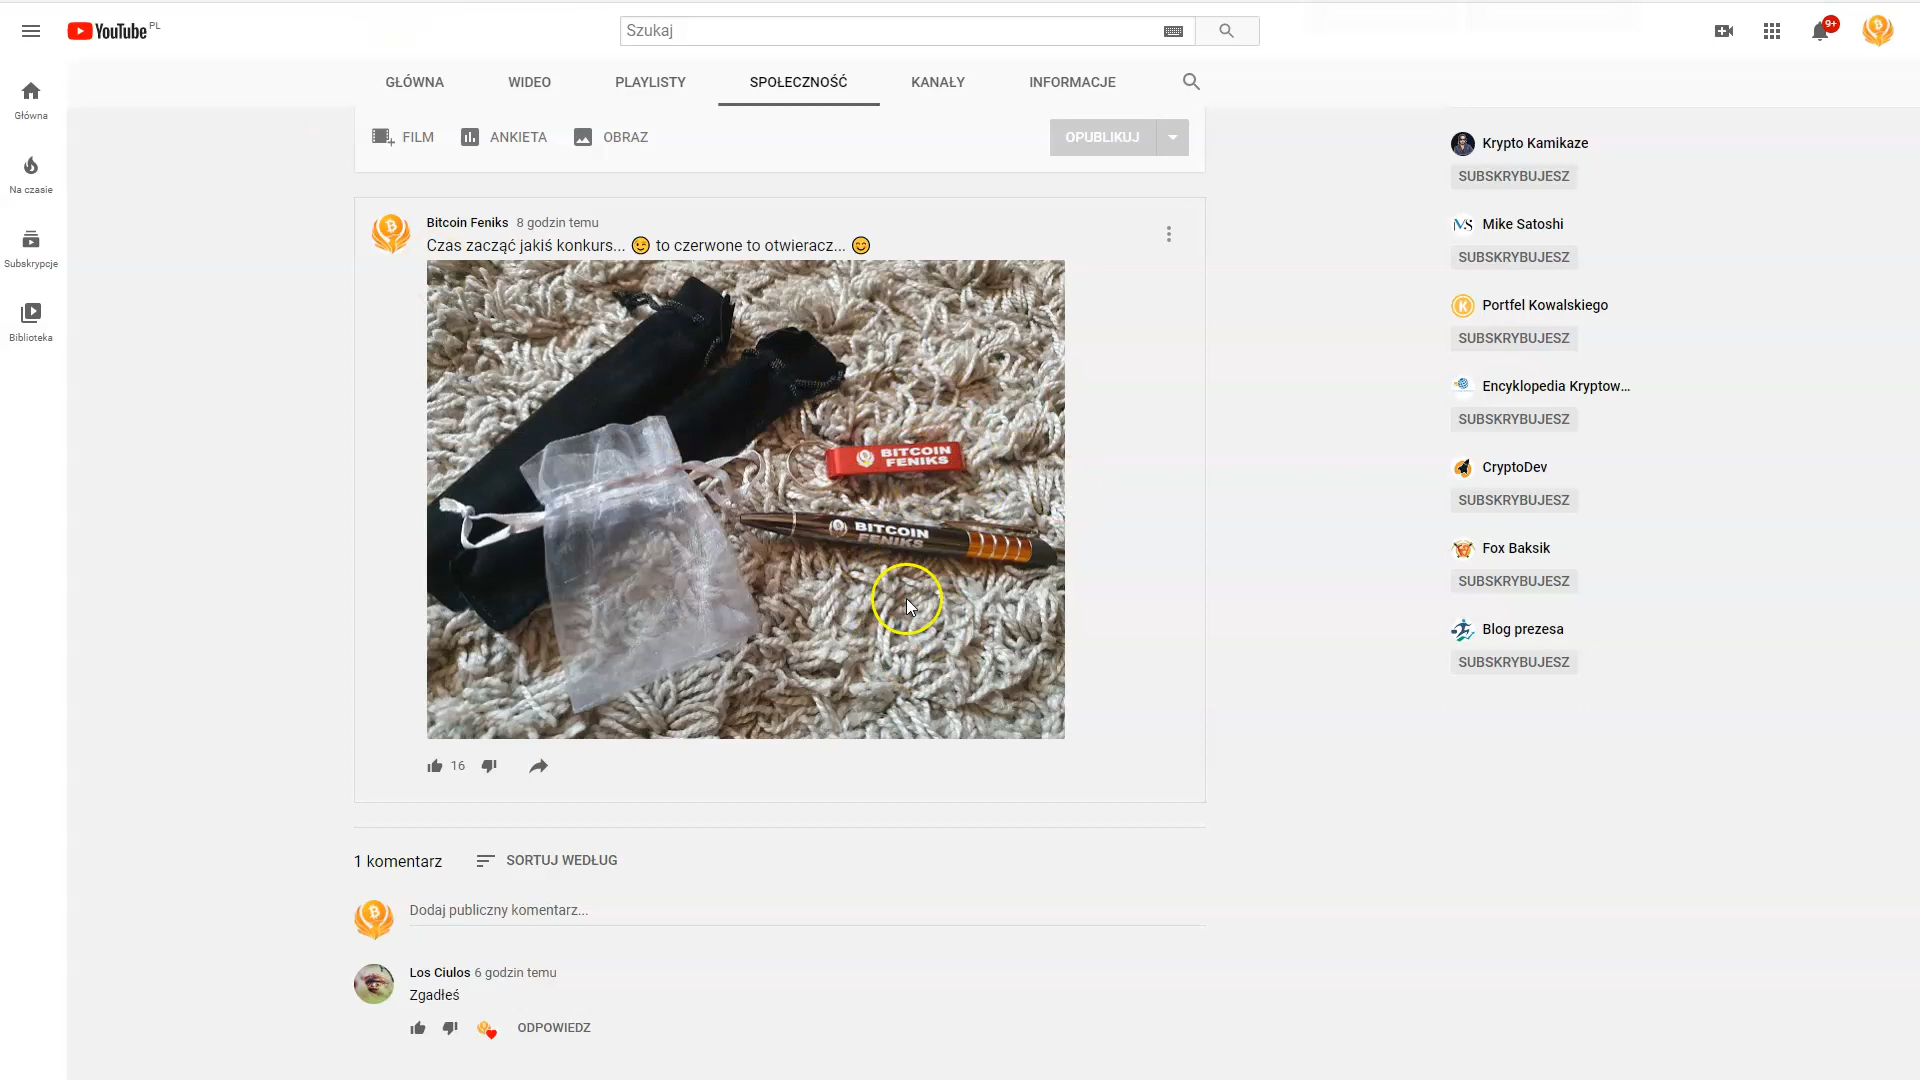 YouTube PL
Szukaj
9+
GŁÓWNA
WIDEO
PLAYLISTY
SPOŁECZNOŚĆ
KANAŁY
INFORMACJE
Główna
Na czasie
Subskrypcje
Biblioteka
FILM
ANKIETA
OBRAZ
OPUBLIKUJ
Bitcoin Feniks 8 godzin temu
Czas zacząć jakiś konkurs... 😉 to czerwone to otwieracz... 😊
BITCOIN
FENIKS
BITCOIN
FENIKS
16
1 komentarz
SORTUJ WEDŁUG
Dodaj publiczny komentarz...
Los Ciulos 6 godzin temu
Zgadłeś
ODPOWIEDZ
Krypto Kamikaze
SUBSKRYBUJESZ
Mike Satoshi
SUBSKRYBUJESZ
Portfel Kowalskiego
SUBSKRYBUJESZ
Encyklopedia Kryptow...
SUBSKRYBUJESZ
CryptoDev
SUBSKRYBUJESZ
Fox Baksik
SUBSKRYBUJESZ
Blog prezesa
SUBSKRYBUJESZ